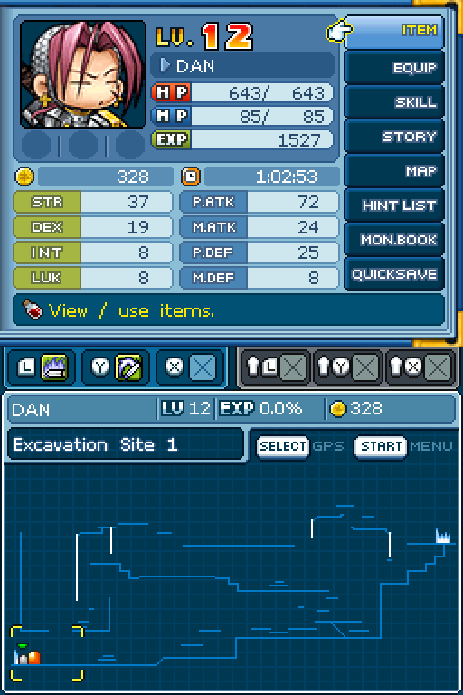 LV. 12
ITEM
DAN
EQUIP
HP 643/ 643
SKILL
HP 85/ 85
EXP 1527
STORY
328
1:02:53
MAP
STR 37
P.ATK 72
HINT LIST
DEX 19
M.ATK 24
MON.BOOK
INT 8
P.DEF 25
LUK 8
M.DEF 8
QUICKSAVE
View / use items.
L Y X L Y X
DAN LV 12 EXP 0.0% 328
Excavation Site 1
SELECT GPS START MENU